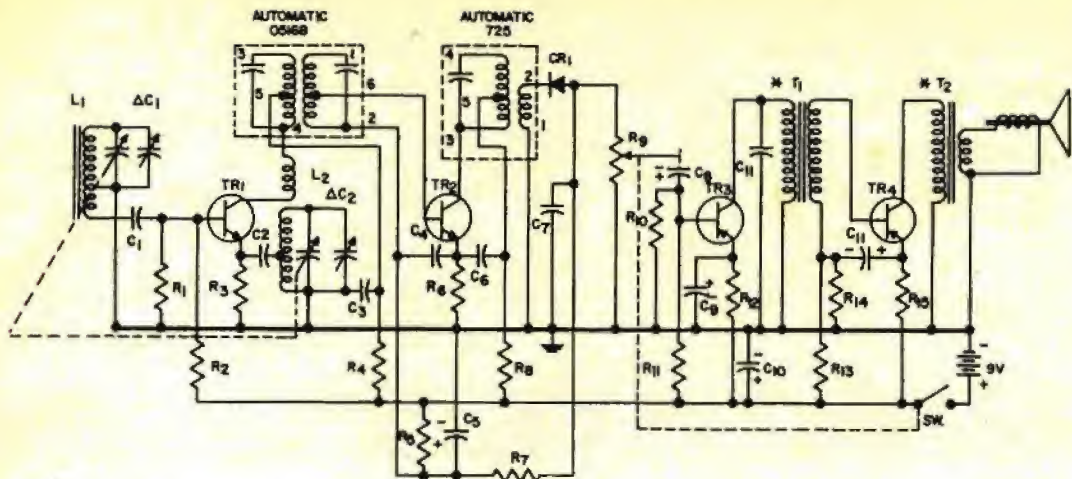 AUTOMATIC
05168
AUTOMATIC
725
3
1
4
CR1
5
6
5
2
* T1
* T2
L1
ΔC1
4
2
3
1
R9
L2
C8
C11
TR1
ΔC2
TR2
TR3
TR4
C1
C2
C4
C7
R10
C11
R1
R3
C3
R6
C6
C9
R12
R14
R15
R2
R4
R8
R11
C10
R13
9V
R5
C5
SW.
R7